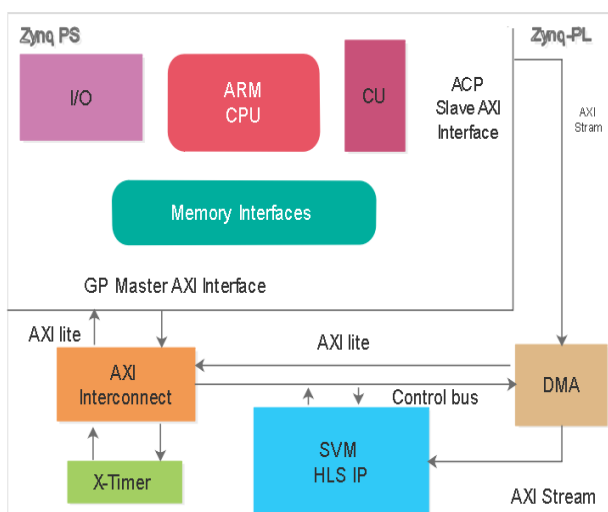 Zynq PS
Zynq-PL
I/O
ARM
CPU
CU
ACP
Slave AXI
Interface
AXI
Stram
Memory Interfaces
GP Master AXI Interface
AXI lite
AXI lite
AXI
Interconnect
Control bus
DMA
SVM
HLS IP
X-Timer
AXI Stream